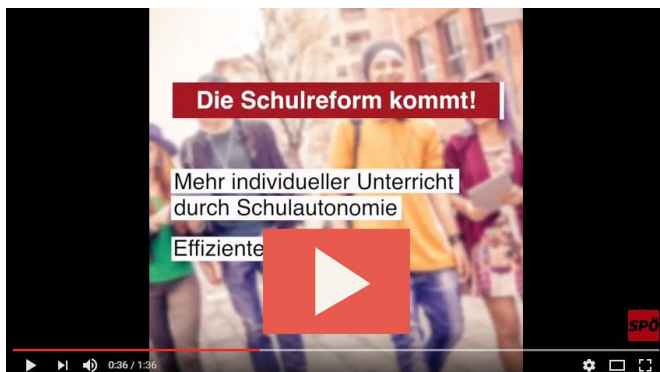 Die Schulreform kommt!
Mehr individueller Unterricht
durch Schulautonomie
Effiziente
SPÖ
0:36 / 1:36